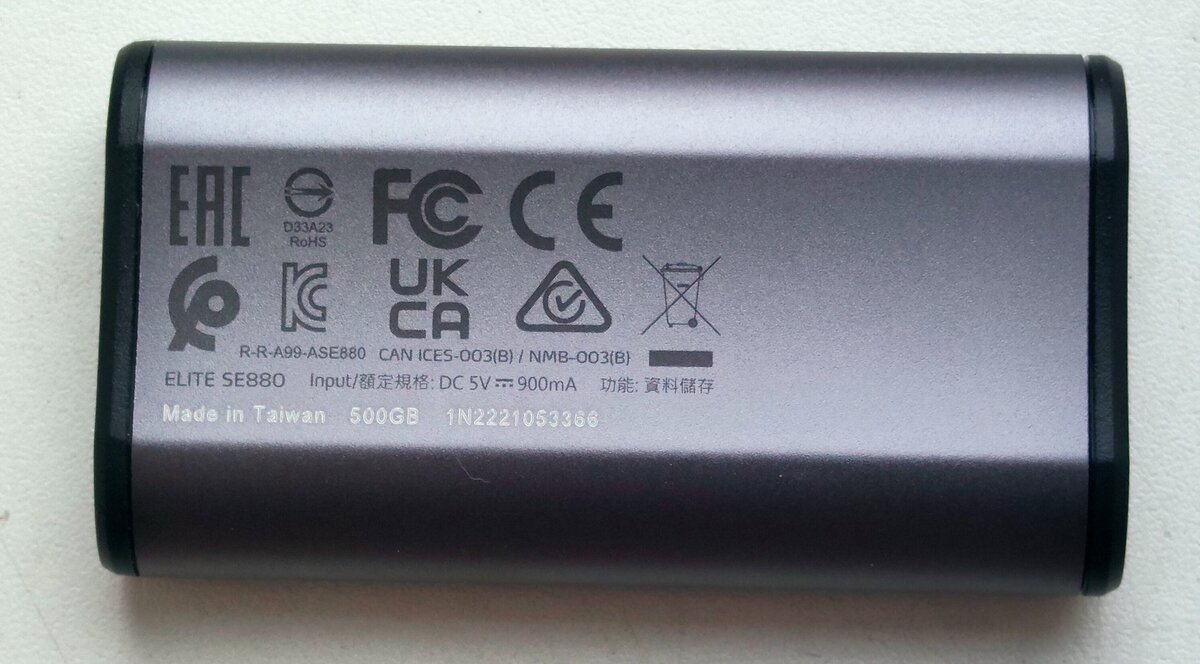 EAC
D33A23
RoHS
FC CE
KC
UK
CA
R-R-A99-ASE880 CAN ICES-003(B) / NMB-003(B)
ELITE SE880 Input/額定規格: DC 5V⎓900mA 功能: 資料儲存
Made in Taiwan 500GB 1N2221053366